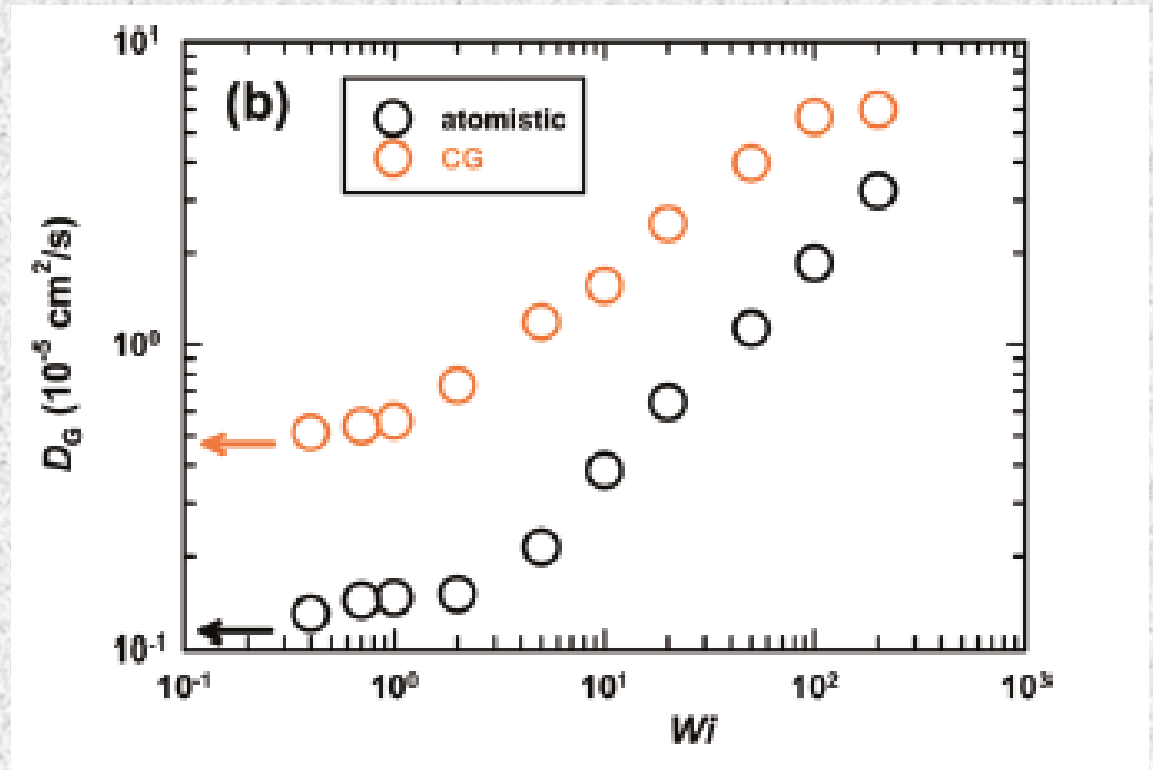 10¹
(b)
atomistic
CG
D_G (10⁻⁵ cm²/s)
10⁰
10⁻¹
10⁻¹ 10⁰ 10¹ 10² 10³
Wi